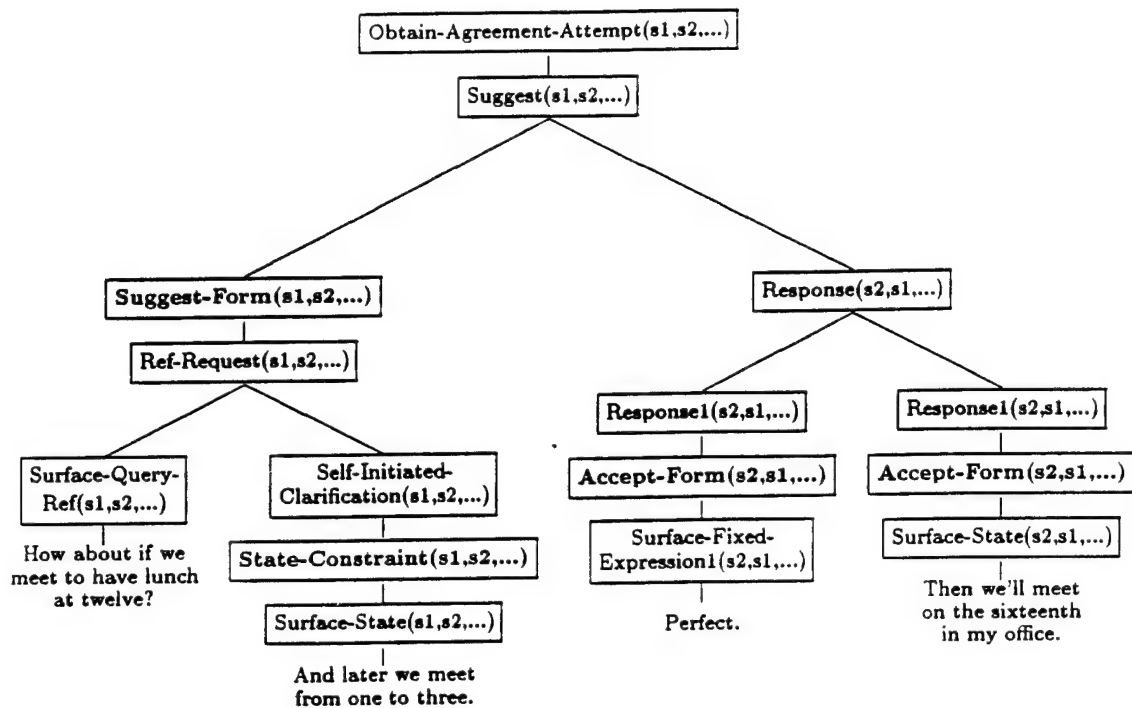 Obtain-Agreement-Attempt(s1,s2,...)
Suggest(s1,s2,...)
Suggest-Form(s1,s2,...)
Response(s2,s1,...)
Ref-Request(s1,s2,...)
Response1(s2,s1,...)
Response1(s2,s1,...)
Surface-Query-
Ref(s1,s2,...)
Self-Initiated-
Clarification(s1,s2,...)
Accept-Form(s2,s1,...)
Accept-Form(s2,s1,...)
How about if we
meet to have lunch
at twelve?
State-Constraint(s1,s2,...)
Surface-Fixed-
Expression1(s2,s1,...)
Surface-State(s2,s1,...)
Surface-State(s1,s2,...)
Perfect.
Then we'll meet
on the sixteenth
in my office.
And later we meet
from one to three.